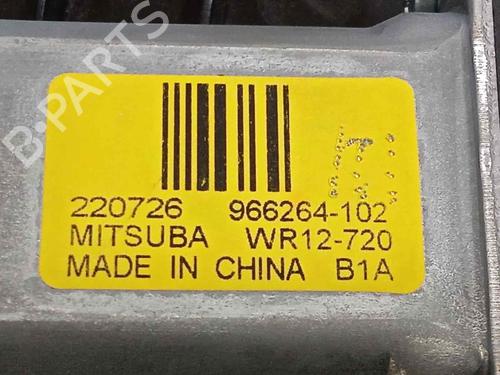 B-PARTS
220726 966264-102
MITSUBA WR12-720
MADE IN CHINA B1A